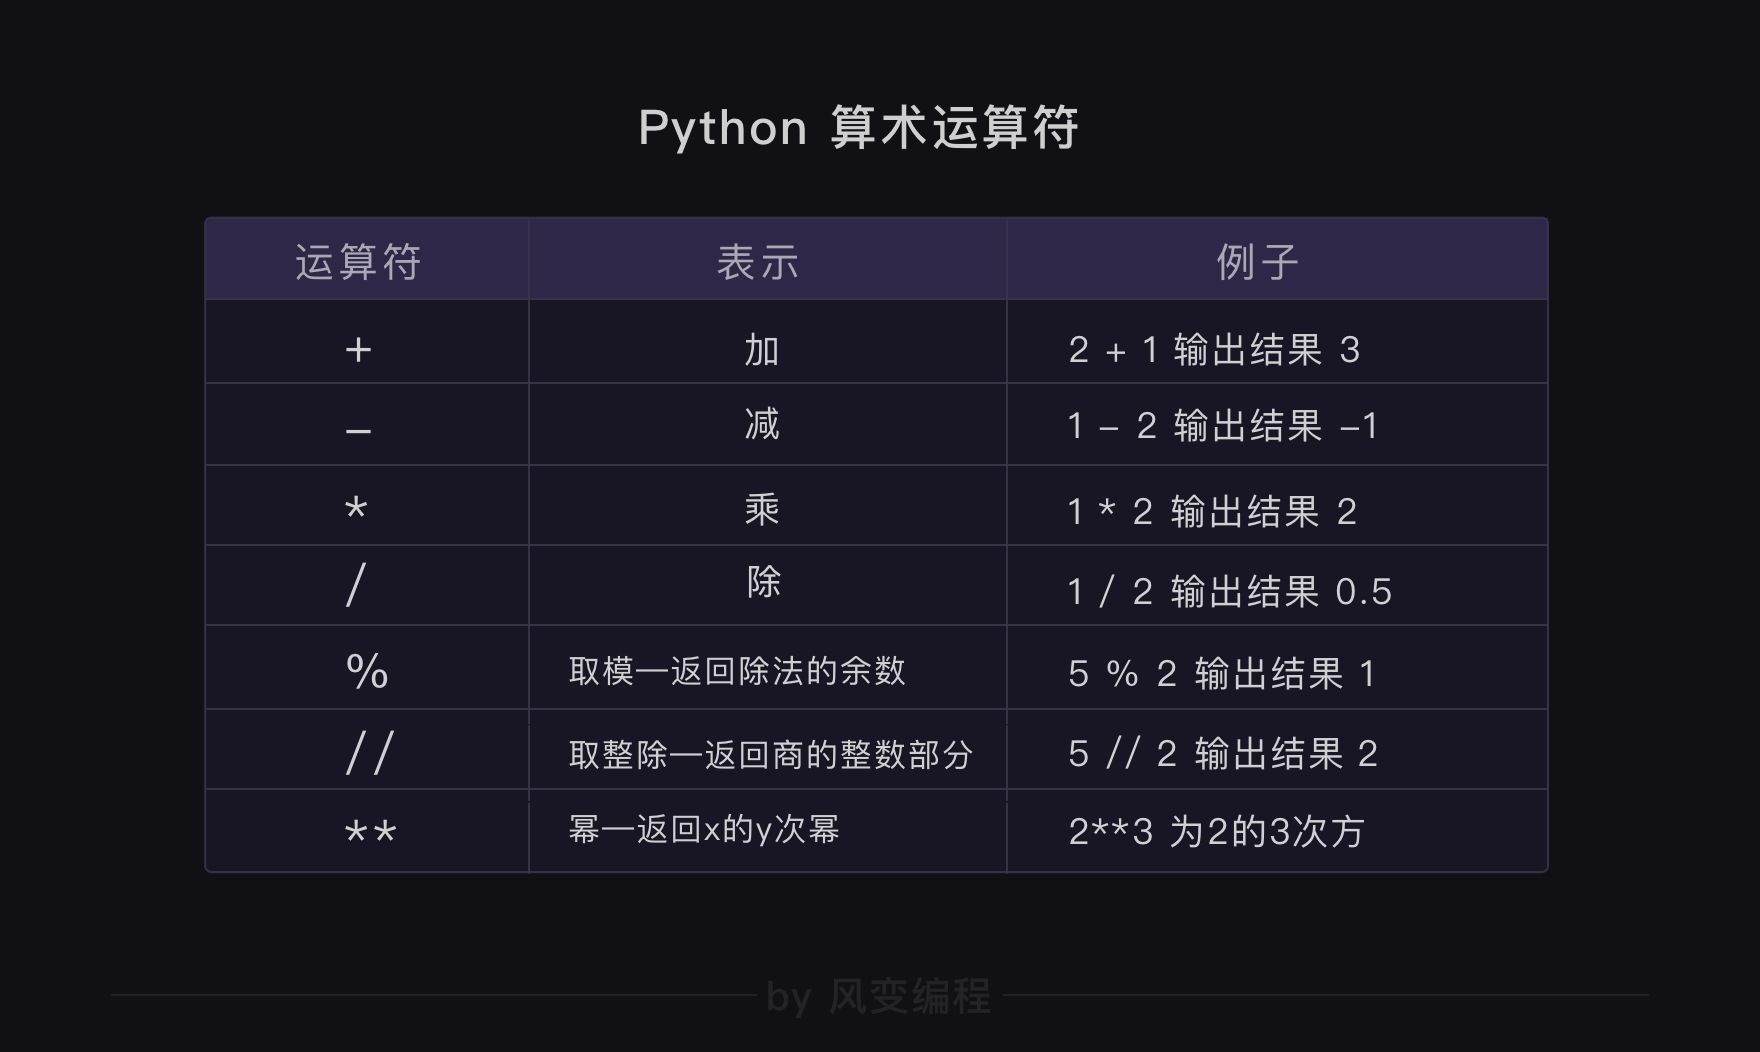 Python 算术运算符
运算符 表示 例子
+ 加 2 + 1 输出结果 3
– 减 1 – 2 输出结果 –1
* 乘 1 * 2 输出结果 2
/ 除 1 / 2 输出结果 0.5
% 取模—返回除法的余数 5 % 2 输出结果 1
// 取整除—返回商的整数部分 5 // 2 输出结果 2
** 幂—返回x的y次幂 2**3 为2的3次方
by 风变编程